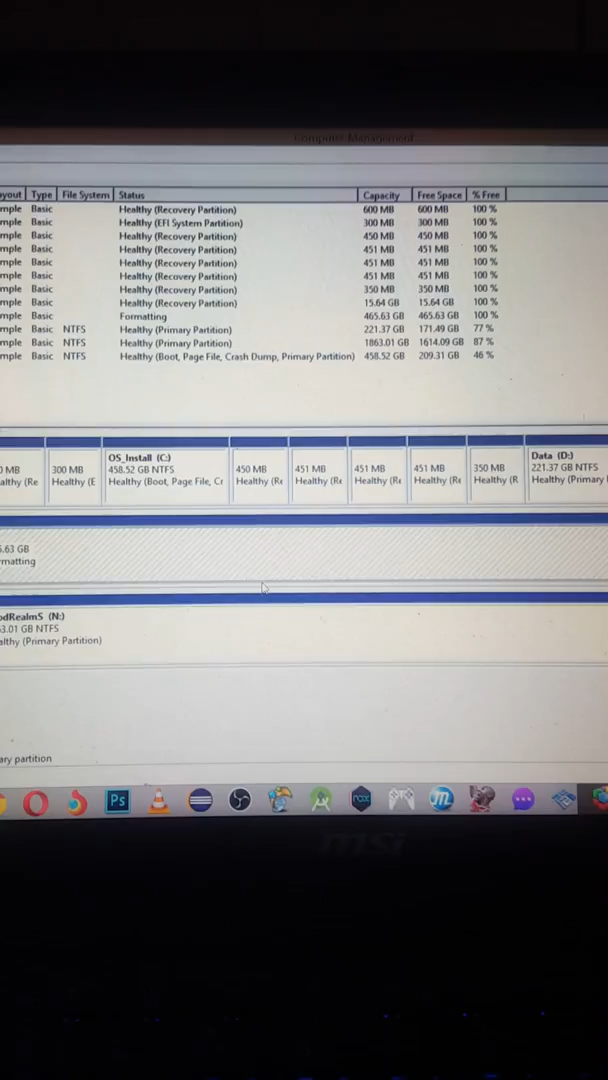 Computer Management
ayout Type File System Status Capacity Free Space % Free
mple Basic Healthy (Recovery Partition) 600 MB 600 MB 100 %
mple Basic Healthy (EFI System Partition) 300 MB 300 MB 100 %
mple Basic Healthy (Recovery Partition) 450 MB 450 MB 100 %
mple Basic Healthy (Recovery Partition) 451 MB 451 MB 100 %
mple Basic Healthy (Recovery Partition) 451 MB 451 MB 100 %
mple Basic Healthy (Recovery Partition) 451 MB 451 MB 100 %
mple Basic Healthy (Recovery Partition) 350 MB 350 MB 100 %
mple Basic Healthy (Recovery Partition) 15.64 GB 15.64 GB 100 %
mple Basic Formatting 465.63 GB 465.63 GB 100 %
mple Basic NTFS Healthy (Primary Partition) 221.37 GB 171.49 GB 77 %
mple Basic NTFS Healthy (Primary Partition) 1863.01 GB 1614.09 GB 87 %
mple Basic NTFS Healthy (Boot, Page File, Crash Dump, Primary Partition) 458.52 GB 209.31 GB 46 %
OS_Install (C:) Data (D:)
0 MB 300 MB 458.52 GB NTFS 450 MB 451 MB 451 MB 451 MB 350 MB 221.37 GB NTFS
althy (Re Healthy (E Healthy (Boot, Page File, Cr Healthy (Re Healthy (Re Healthy (Re Healthy (Re Healthy (R Healthy (Primary
5.63 GB
rmatting
odRealmS (N:)
3.01 GB NTFS
althy (Primary Partition)
ary partition
Ps nox m
msi